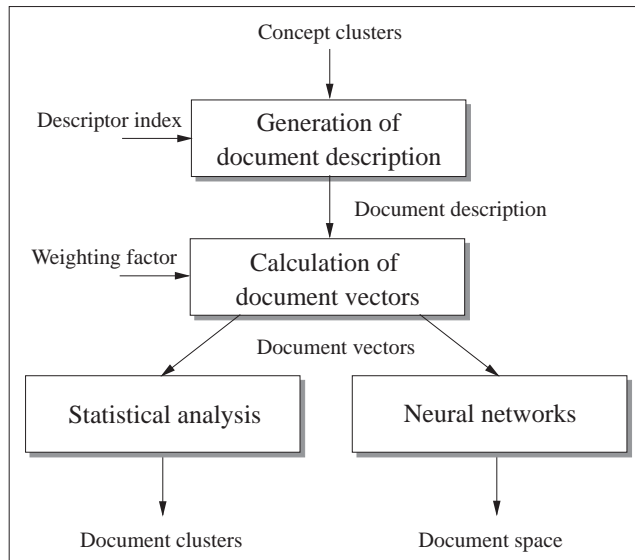 Concept clusters
Descriptor index
Generation of
document description
Document description
Weighting factor
Calculation of
document vectors
Document vectors
Statistical analysis
Neural networks
Document clusters
Document space